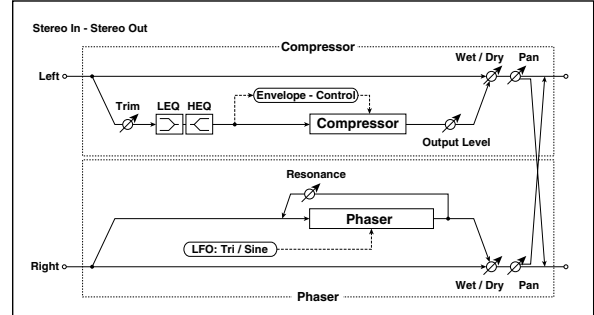 Stereo In - Stereo Out
Compressor
Wet / Dry Pan
Left
Envelope - Control
Trim LEQ HEQ
Compressor
Output Level
Resonance
Phaser
LFO: Tri / Sine
Right
Wet / Dry Pan
Phaser